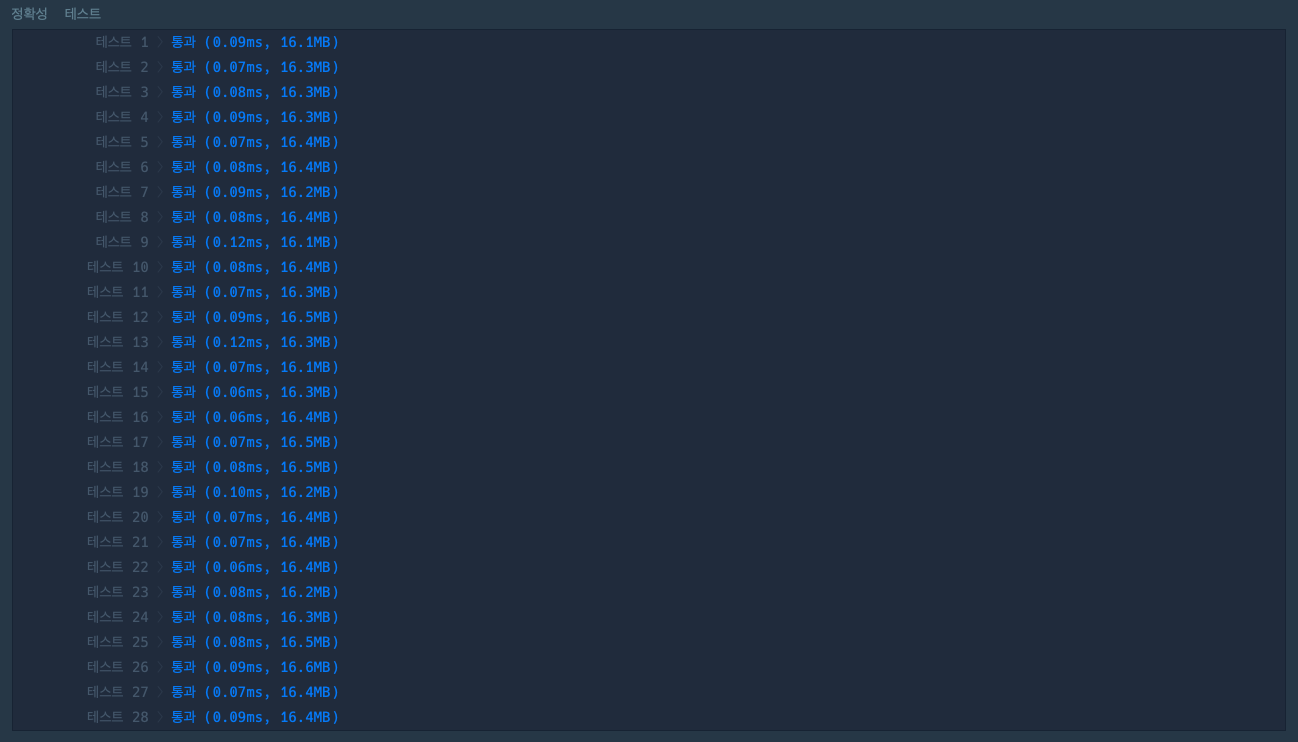 정확성 테스트
테스트 1 〉 통과 (0.09ms, 16.1MB)
테스트 2 〉 통과 (0.07ms, 16.3MB)
테스트 3 〉 통과 (0.08ms, 16.3MB)
테스트 4 〉 통과 (0.09ms, 16.3MB)
테스트 5 〉 통과 (0.07ms, 16.4MB)
테스트 6 〉 통과 (0.08ms, 16.4MB)
테스트 7 〉 통과 (0.09ms, 16.2MB)
테스트 8 〉 통과 (0.08ms, 16.4MB)
테스트 9 〉 통과 (0.12ms, 16.1MB)
테스트 10 〉 통과 (0.08ms, 16.4MB)
테스트 11 〉 통과 (0.07ms, 16.3MB)
테스트 12 〉 통과 (0.09ms, 16.5MB)
테스트 13 〉 통과 (0.12ms, 16.3MB)
테스트 14 〉 통과 (0.07ms, 16.1MB)
테스트 15 〉 통과 (0.06ms, 16.3MB)
테스트 16 〉 통과 (0.06ms, 16.4MB)
테스트 17 〉 통과 (0.07ms, 16.5MB)
테스트 18 〉 통과 (0.08ms, 16.5MB)
테스트 19 〉 통과 (0.10ms, 16.2MB)
테스트 20 〉 통과 (0.07ms, 16.4MB)
테스트 21 〉 통과 (0.07ms, 16.4MB)
테스트 22 〉 통과 (0.06ms, 16.4MB)
테스트 23 〉 통과 (0.08ms, 16.2MB)
테스트 24 〉 통과 (0.08ms, 16.3MB)
테스트 25 〉 통과 (0.08ms, 16.5MB)
테스트 26 〉 통과 (0.09ms, 16.6MB)
테스트 27 〉 통과 (0.07ms, 16.4MB)
테스트 28 〉 통과 (0.09ms, 16.4MB)